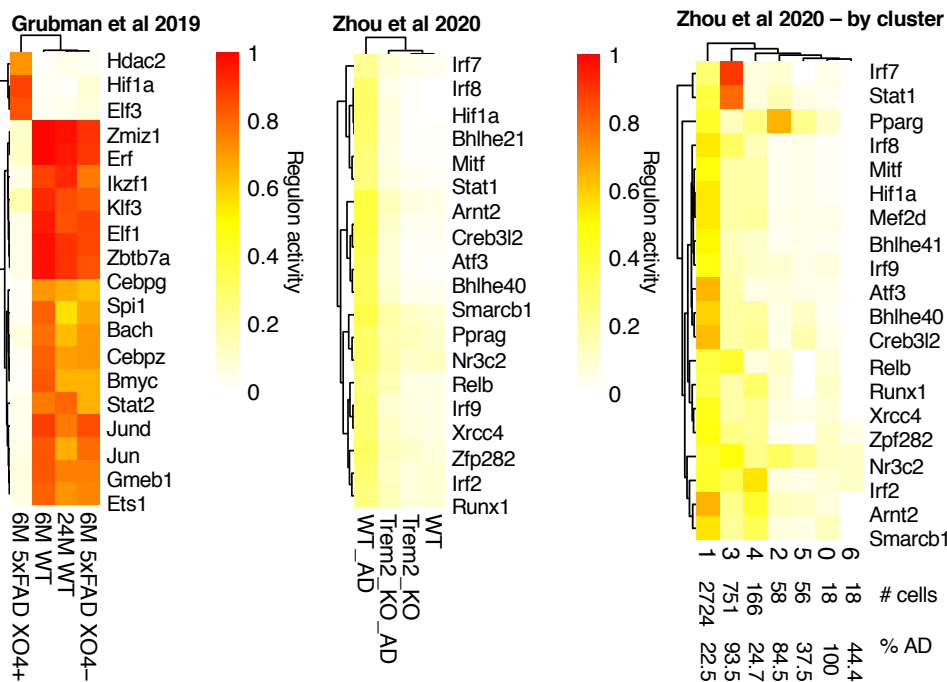 Grubman et al 2019
Hdac2
Hif1a
Elf3
Zmiz1
Erf
Ikzf1
Klf3
Elf1
Zbtb7a
Cebpg
Spi1
Bach
Cebpz
Bmyc
Stat2
Jund
Jun
Gmeb1
Ets1
6M 5xFAD XO4+
6M WT
24M WT
6M 5xFAD XO4–
1
0.8
0.6
0.4
0.2
0
Regulon activity
Zhou et al 2020
Irf7
Irf8
Hif1a
Bhlhe21
Mitf
Stat1
Arnt2
Creb3l2
Atf3
Bhlhe40
Smarcb1
Pprag
Nr3c2
Relb
Irf9
Xrcc4
Zfp282
Irf2
Runx1
WT_AD
Trem2_KO_AD
Trem2_KO
WT
1
0.8
0.6
0.4
0.2
0
Regulon activity
Zhou et al 2020 – by cluster
Irf7
Stat1
Pparg
Irf8
Mitf
Hif1a
Mef2d
Bhlhe41
Irf9
Atf3
Bhlhe40
Creb3l2
Relb
Runx1
Xrcc4
Zpf282
Nr3c2
Irf2
Arnt2
Smarcb1
1 3 4 2 5 0 6
2724 751 166 58 56 18 18 # cells
22.5 93.5 24.7 84.5 37.5 100 44.4 % AD